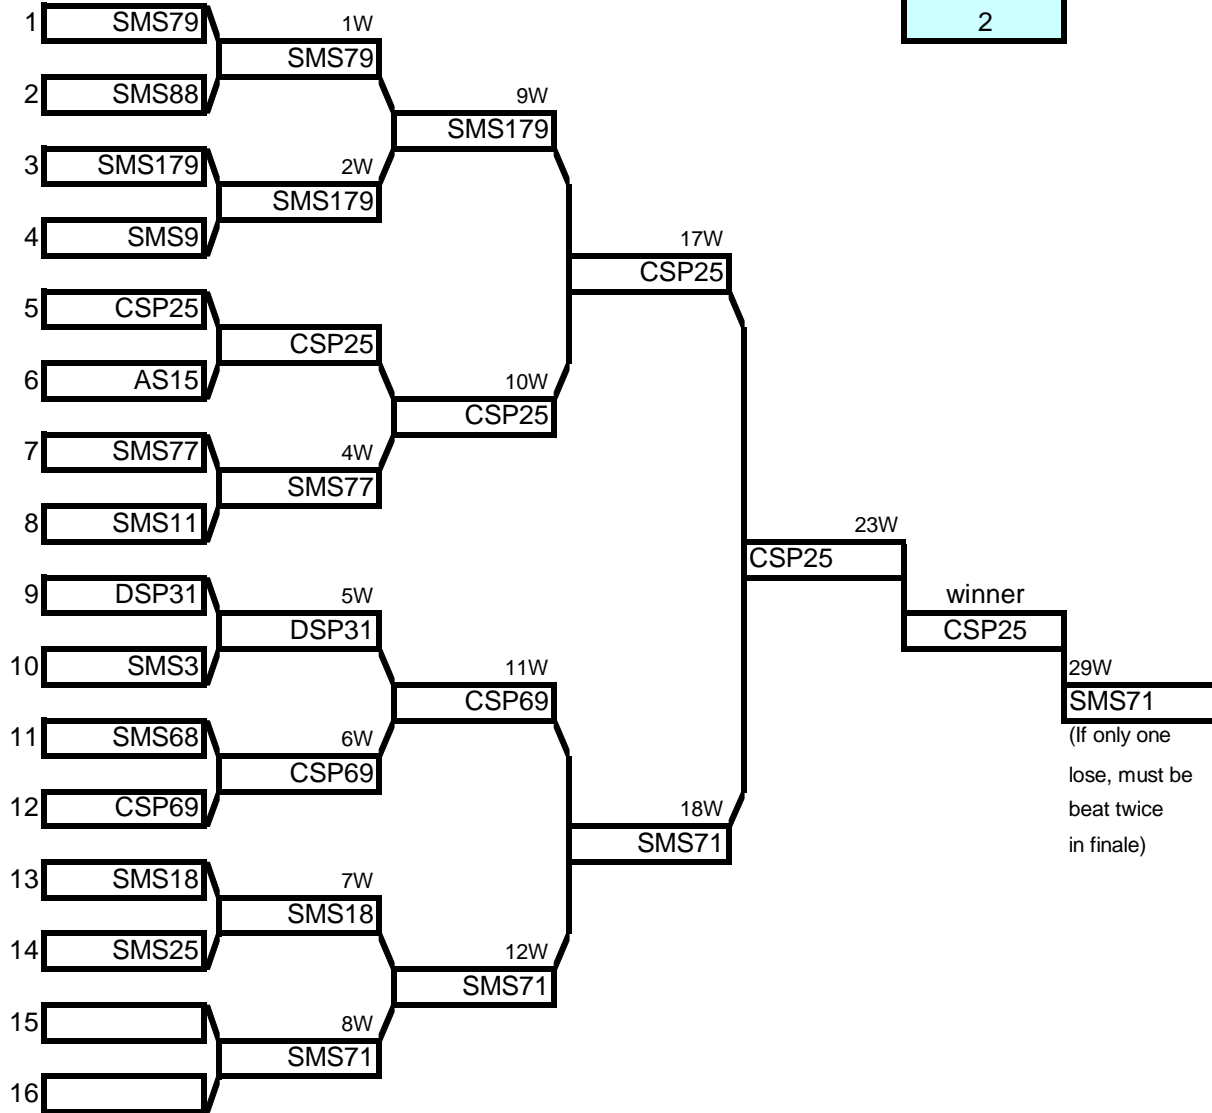 1 SMS79 1W 2
SMS79
2 SMS88 9W
SMS179
3 SMS179 2W
SMS179
4 SMS9 17W
CSP25
5 CSP25
CSP25
6 AS15 10W
CSP25
7 SMS77 4W
SMS77
8 SMS11 23W
CSP25
9 DSP31 5W winner
DSP31 CSP25
10 SMS3 11W 29W
CSP69 SMS71
11 SMS68 6W (If only one
CSP69 lose, must be
12 CSP69 18W beat twice
SMS71 in finale)
13 SMS18 7W
SMS18
14 SMS25 12W
SMS71
15 8W
SMS71
16